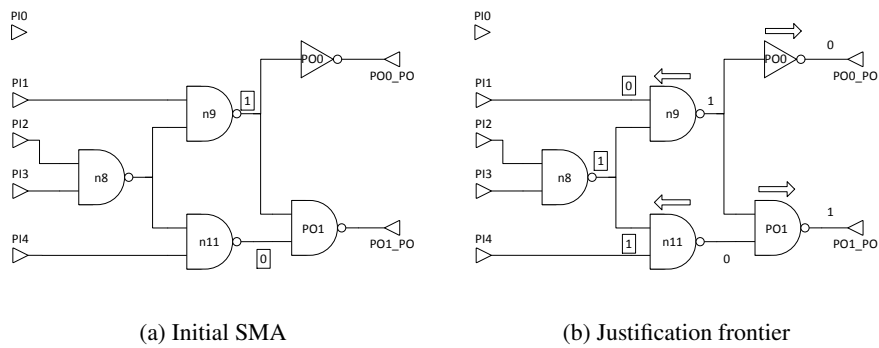 PI0
PO0
PO0_PO
PI1
1
n9
PI2
PI3
n8
PI4
n11
0
PO1
PO1_PO
(a) Initial SMA
PI0
PO0
0
PO0_PO
PI1
0
n9
1
PI2
1
PI3
n8
PI4
1
n11
0
PO1
1
PO1_PO
(b) Justification frontier